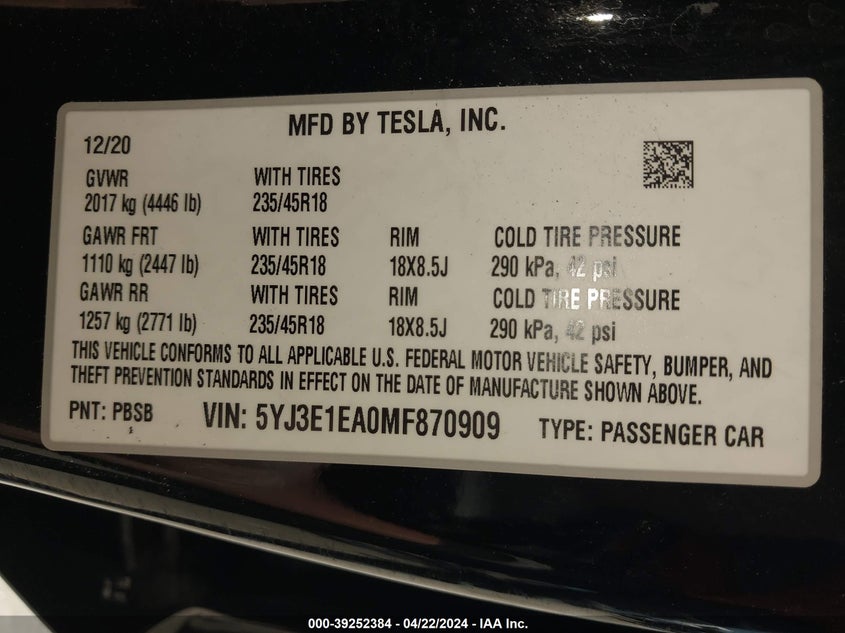 MFD BY TESLA, INC.
12/20
GVWR WITH TIRES
2017 kg (4446 lb) 235/45R18
GAWR FRT WITH TIRES RIM COLD TIRE PRESSURE
1110 kg (2447 lb) 235/45R18 18X8.5J 290 kPa, 42 psi
GAWR RR WITH TIRES RIM COLD TIRE PRESSURE
1257 kg (2771 lb) 235/45R18 18X8.5J 290 kPa, 42 psi
THIS VEHICLE CONFORMS TO ALL APPLICABLE U.S. FEDERAL MOTOR VEHICLE SAFETY, BUMPER, AND
THEFT PREVENTION STANDARDS IN EFFECT ON THE DATE OF MANUFACTURE SHOWN ABOVE.
PNT: PBSB VIN: 5YJ3E1EA0MF870909 TYPE: PASSENGER CAR
000-39252384 - 04/22/2024 - IAA Inc.